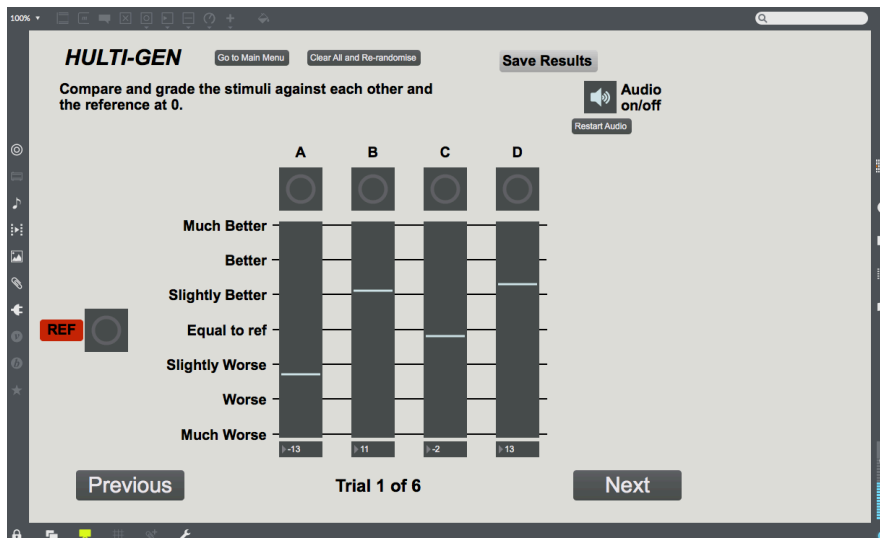 100%
HULTI-GEN
Go to Main Menu
Clear All and Re-randomise
Save Results
Compare and grade the stimuli against each other and
the reference at 0.
Audio
on/off
Restart Audio
A B C D
Much Better
Better
Slightly Better
REF
Equal to ref
Slightly Worse
Worse
Much Worse
-13 11 -2 13
Previous
Trial 1 of 6
Next